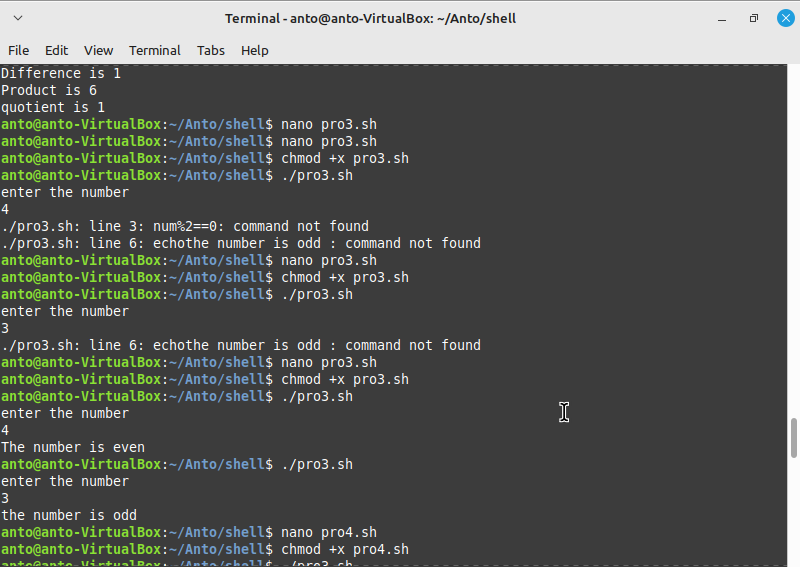 Terminal - anto@anto-VirtualBox: ~/Anto/shell
File Edit View Terminal Tabs Help
Difference is 1
Product is 6
quotient is 1
anto@anto-VirtualBox:~/Anto/shell$ nano pro3.sh
anto@anto-VirtualBox:~/Anto/shell$ nano pro3.sh
anto@anto-VirtualBox:~/Anto/shell$ chmod +x pro3.sh
anto@anto-VirtualBox:~/Anto/shell$ ./pro3.sh
enter the number
4
./pro3.sh: line 3: num%2==0: command not found
./pro3.sh: line 6: echothe number is odd : command not found
anto@anto-VirtualBox:~/Anto/shell$ nano pro3.sh
anto@anto-VirtualBox:~/Anto/shell$ chmod +x pro3.sh
anto@anto-VirtualBox:~/Anto/shell$ ./pro3.sh
enter the number
3
./pro3.sh: line 6: echothe number is odd : command not found
anto@anto-VirtualBox:~/Anto/shell$ nano pro3.sh
anto@anto-VirtualBox:~/Anto/shell$ chmod +x pro3.sh
anto@anto-VirtualBox:~/Anto/shell$ ./pro3.sh
enter the number
4
The number is even
anto@anto-VirtualBox:~/Anto/shell$ ./pro3.sh
enter the number
3
the number is odd
anto@anto-VirtualBox:~/Anto/shell$ nano pro4.sh
anto@anto-VirtualBox:~/Anto/shell$ chmod +x pro4.sh
anto@anto-VirtualBox:~/Anto/shell$ ./pro3.sh